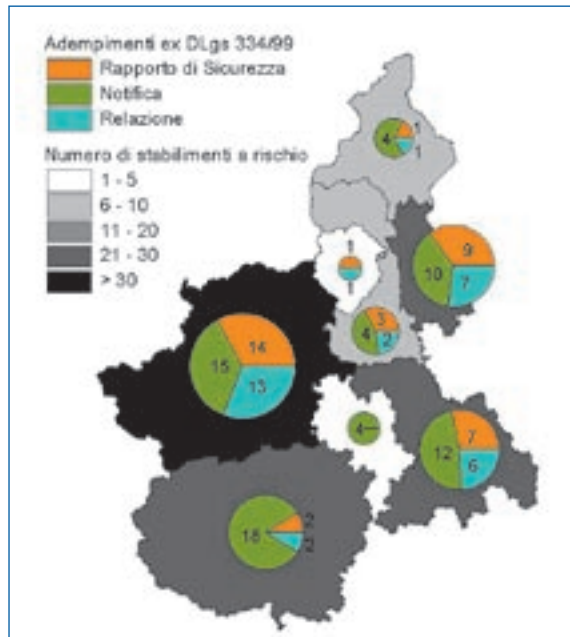 Adempimenti ex DLgs 334/99
Rapporto di Sicurezza
Notifica
Relazione
Numero di stabilimenti a rischio
1 - 5
6 - 10
11 - 20
21 - 30
> 30
4
1
1
9
10
7
1
1
3
4
2
14
15
13
4
7
12
6
18
2
2